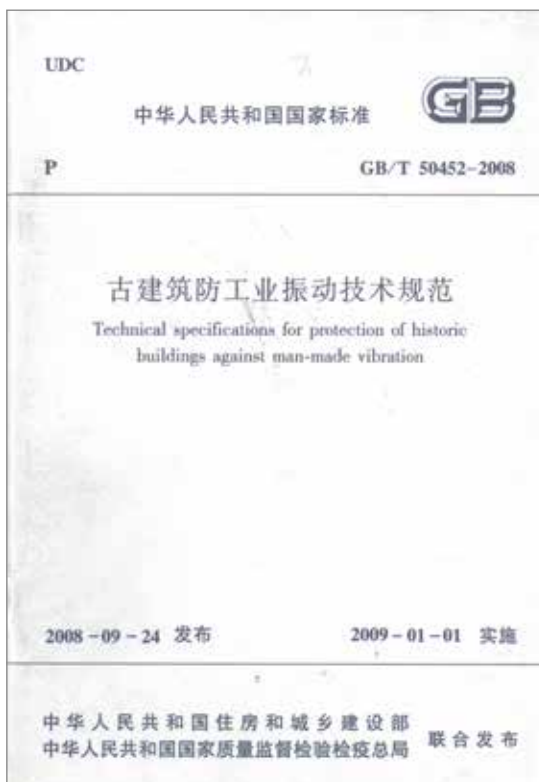 UDC
中华人民共和国国家标准
GB
P
GB/T 50452-2008
古建筑防工业振动技术规范
Technical specifications for protection of historic
buildings against man-made vibration
2008-09-24 发布
2009-01-01 实施
中华人民共和国住房和城乡建设部
中华人民共和国国家质量监督检验检疫总局
联合发布